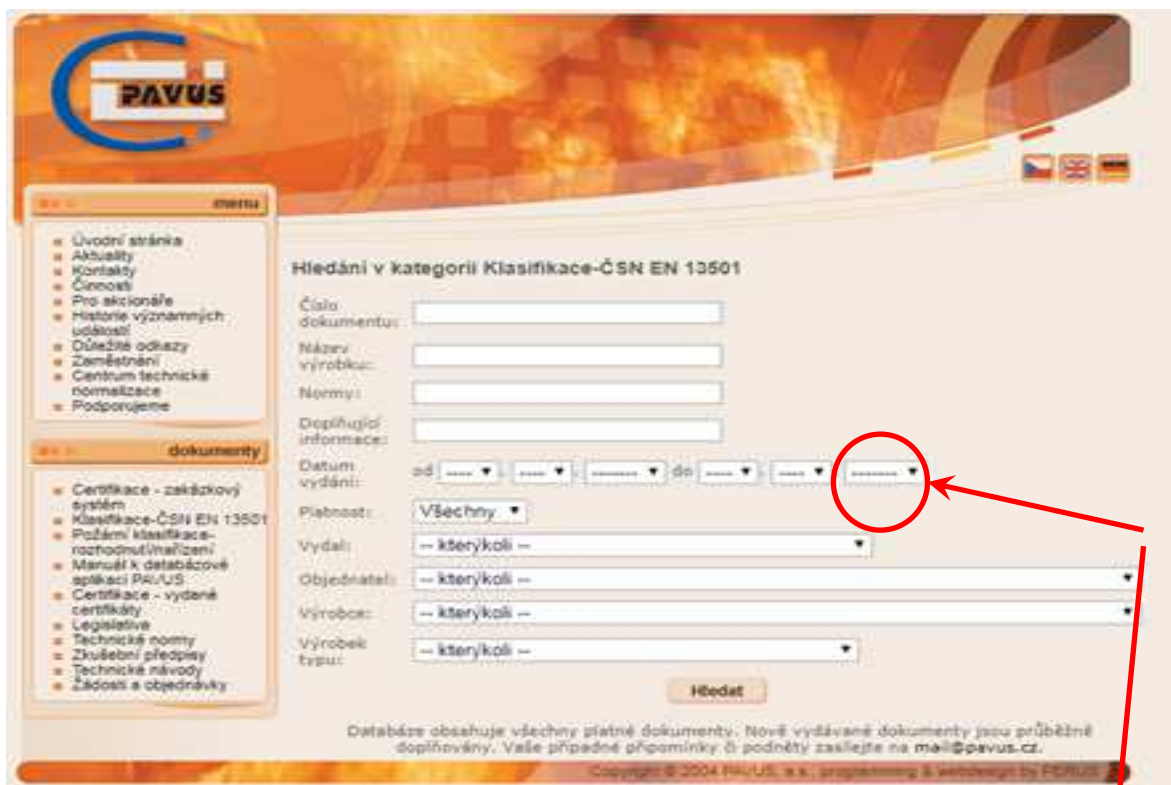 PAVUS
menu
Úvodní stránka
Aktuality
Kontakty
Činnosti
Pro akcionáře
Historie významných
událostí
Důležité odkazy
Zaměstnání
Centrum technické
normalizace
Podporujeme
dokumenty
Certifikace - zakázkový
systém
Klasifikace-ČSN EN 13501
Požární klasifikace-
rozhodnutí/nařízení
Manuál k databázové
aplikaci PAVUS
Certifikace - vydané
certifikáty
Legislativa
Technické normy
Zkušební předpisy
Technické návody
Žádosti a objednávky
Hledání v kategorii Klasifikace-ČSN EN 13501
Číslo
dokumentu:
Název
výrobku:
Normy:
Doplňující
informace:
Datum
vydání: od ---- . ---- . ------- do ---- . ---- . -------
Platnost: Všechny
Vydal: -- kterýkoli --
Objednatel: -- kterýkoli --
Výrobce: -- kterýkoli --
Výrobek
typu: -- kterýkoli --
Hledat
Databáze obsahuje všechny platné dokumenty. Nově vydávané dokumenty jsou průběžně
doplňovány. Vaše případné připomínky či podněty zasílejte na mail@pavus.cz.
Copyright © 2004 PAVUS, a.s., programming & webdesign by